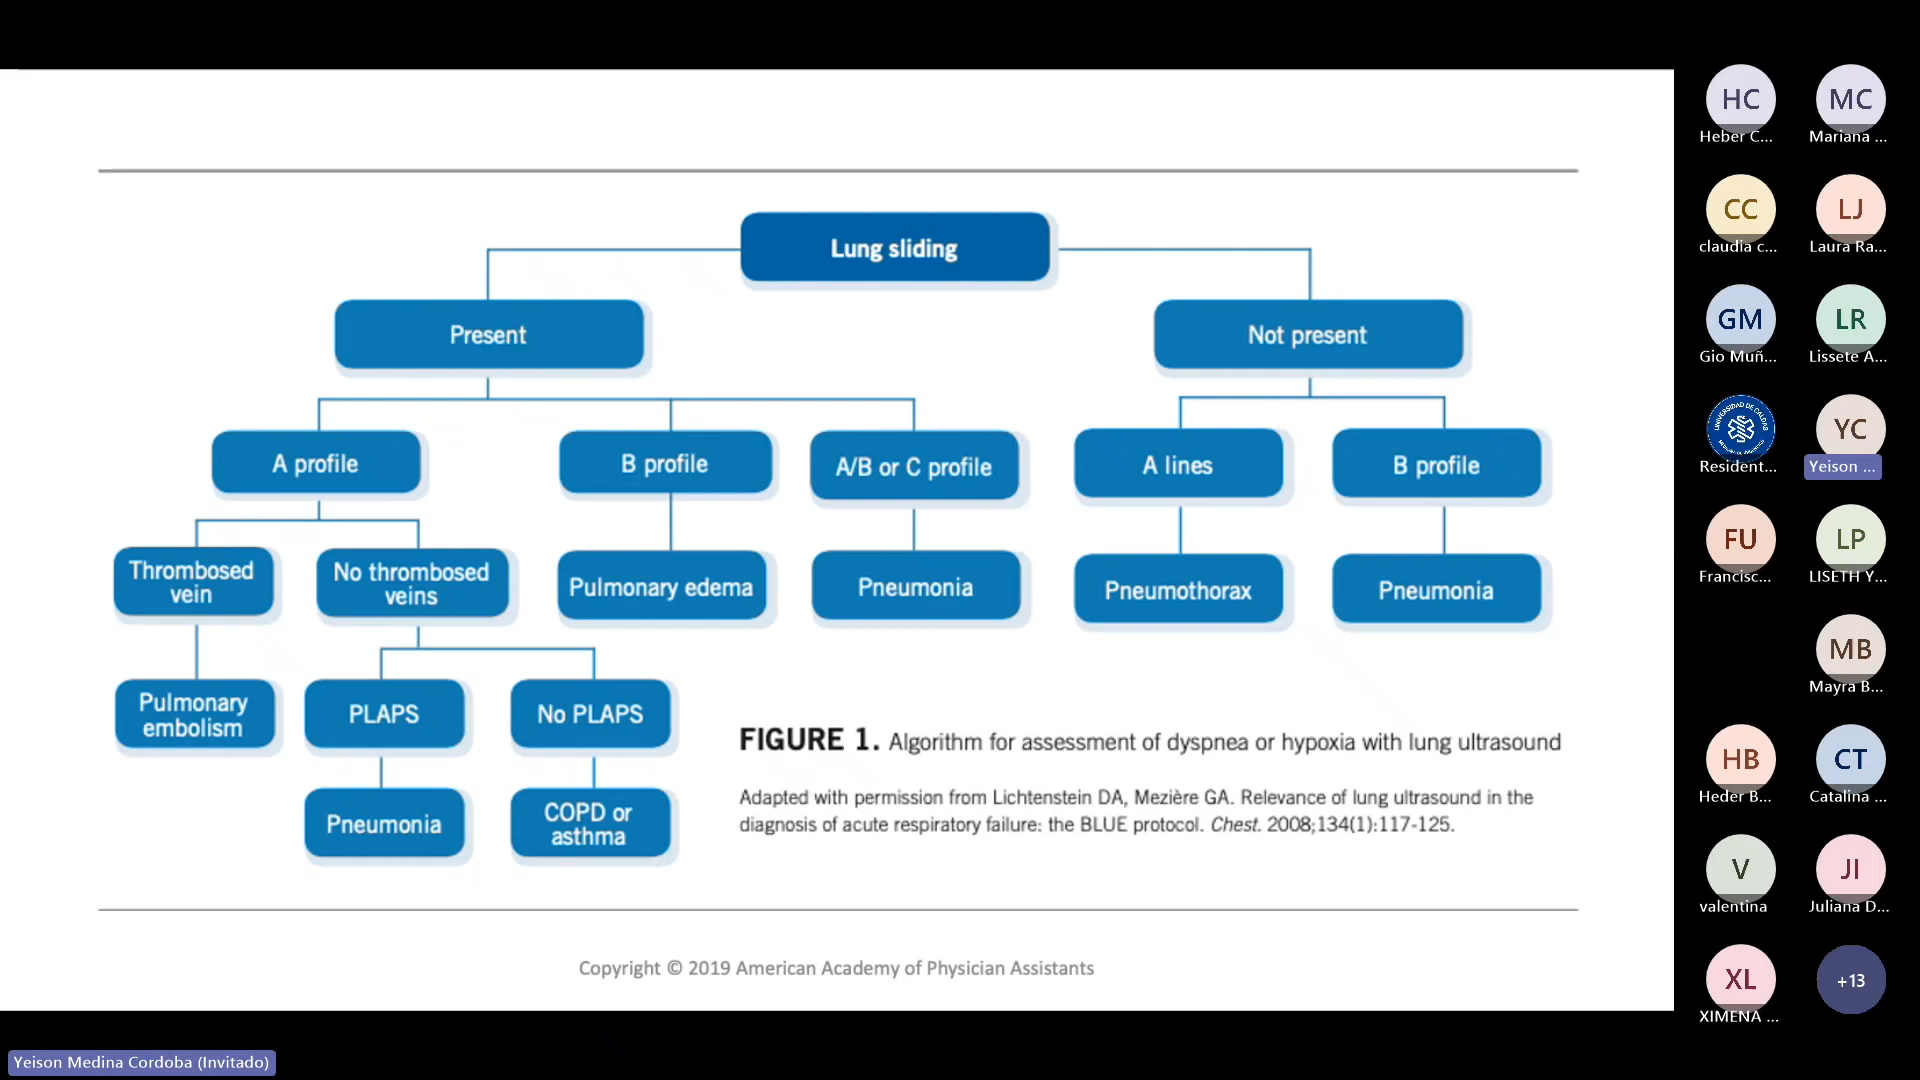 Lung sliding
Present
Not present
A profile
B profile
A/B or C profile
A lines
B profile
Thrombosed
vein
No thrombosed
veins
Pulmonary edema
Pneumonia
Pneumothorax
Pneumonia
Pulmonary
embolism
PLAPS
No PLAPS
Pneumonia
COPD or
asthma
FIGURE 1. Algorithm for assessment of dyspnea or hypoxia with lung ultrasound
Adapted with permission from Lichtenstein DA, Mezière GA. Relevance of lung ultrasound in the
diagnosis of acute respiratory failure: the BLUE protocol. Chest. 2008;134(1):117-125.
Copyright © 2019 American Academy of Physician Assistants
HC
Heber C...
MC
Mariana ...
CC
claudia c...
LJ
Laura Ra...
GM
Gio Muñ...
LR
Lissete A...
UNIVERSIDAD DE CALDAS
Resident...
YC
Yeison ...
FU
Francisc...
LP
LISETH Y...
MB
Mayra B...
HB
Heder B...
CT
Catalina ...
V
valentina
JI
Juliana D...
XL
XIMENA ...
+13
Yeison Medina Cordoba (Invitado)